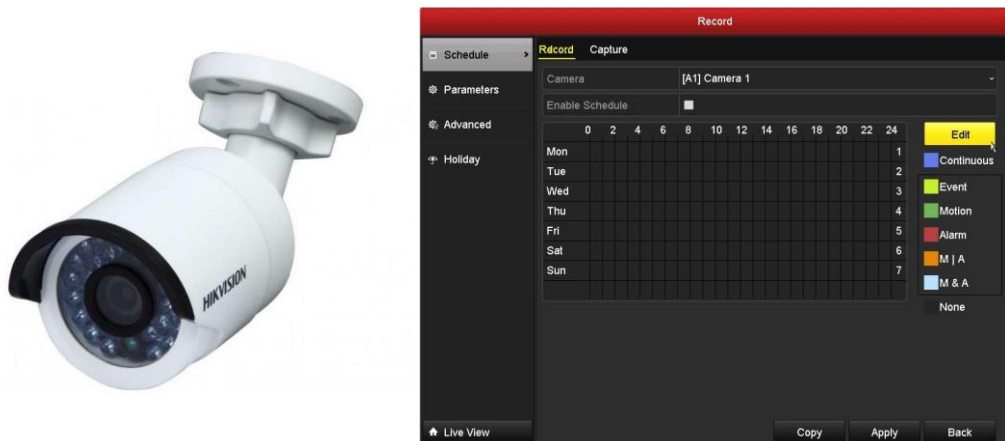 HIKVISION
Record
Schedule >
Parameters
Advanced
Holiday
Live View
Record Capture
Camera [A1] Camera 1
Enable Schedule
0 2 4 6 8 10 12 14 16 18 20 22 24
Mon 1
Tue 2
Wed 3
Thu 4
Fri 5
Sat 6
Sun 7
Edit
Continuous
Event
Motion
Alarm
M | A
M & A
None
Copy Apply Back